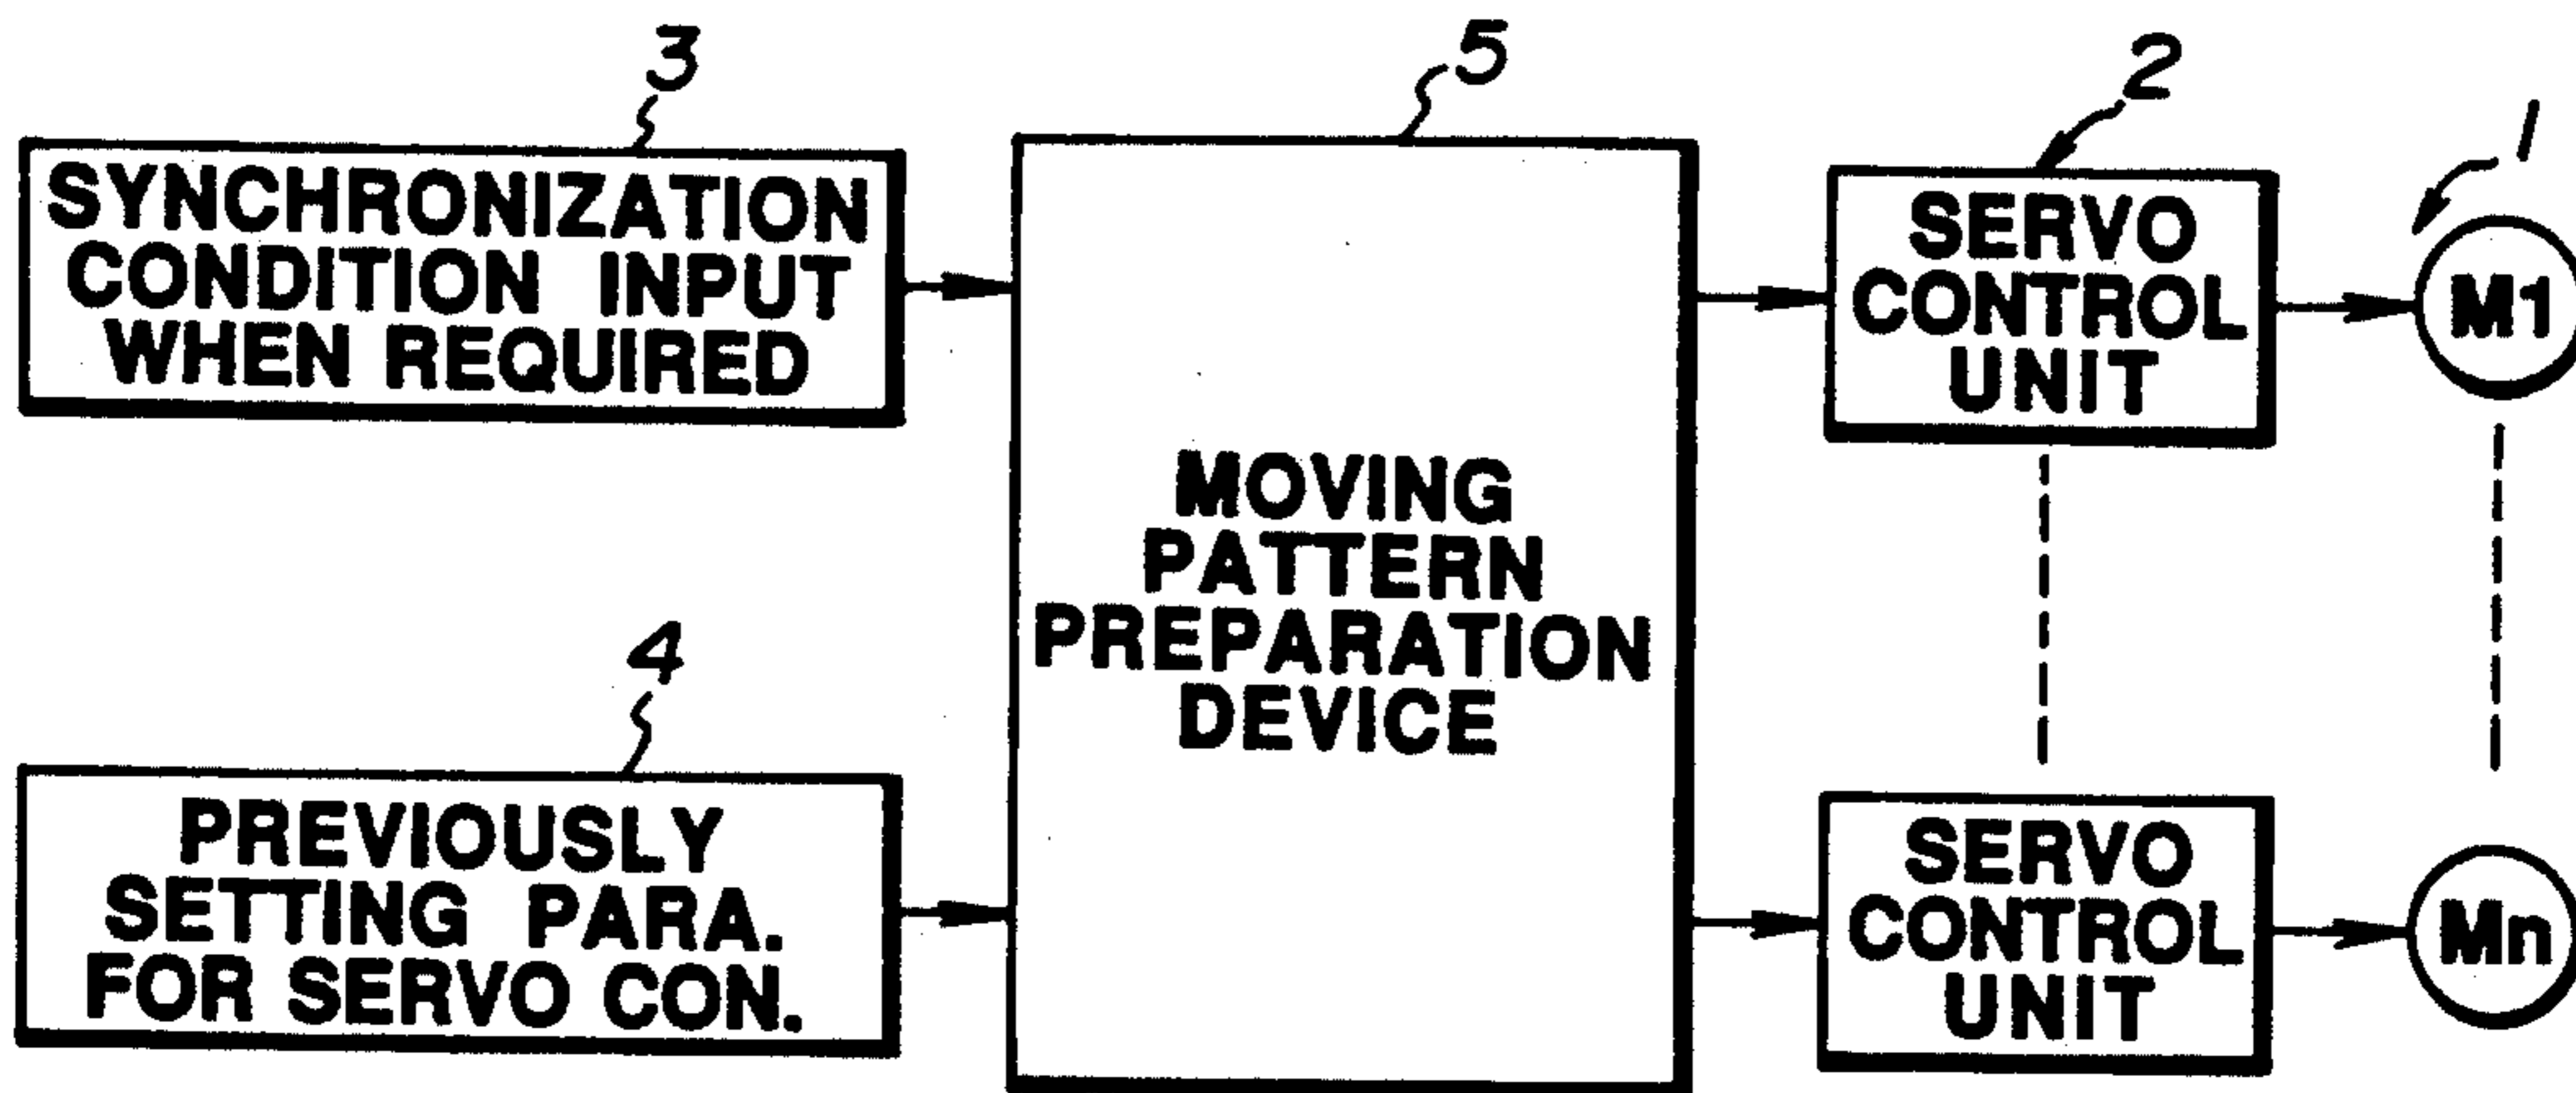 3
5
2
1
SYNCHRONIZATION
CONDITION INPUT
WHEN REQUIRED
SERVO
CONTROL
UNIT
M1
MOVING
PATTERN
PREPARATION
DEVICE
4
PREVIOUSLY
SETTING PARA.
FOR SERVO CON.
SERVO
CONTROL
UNIT
Mn